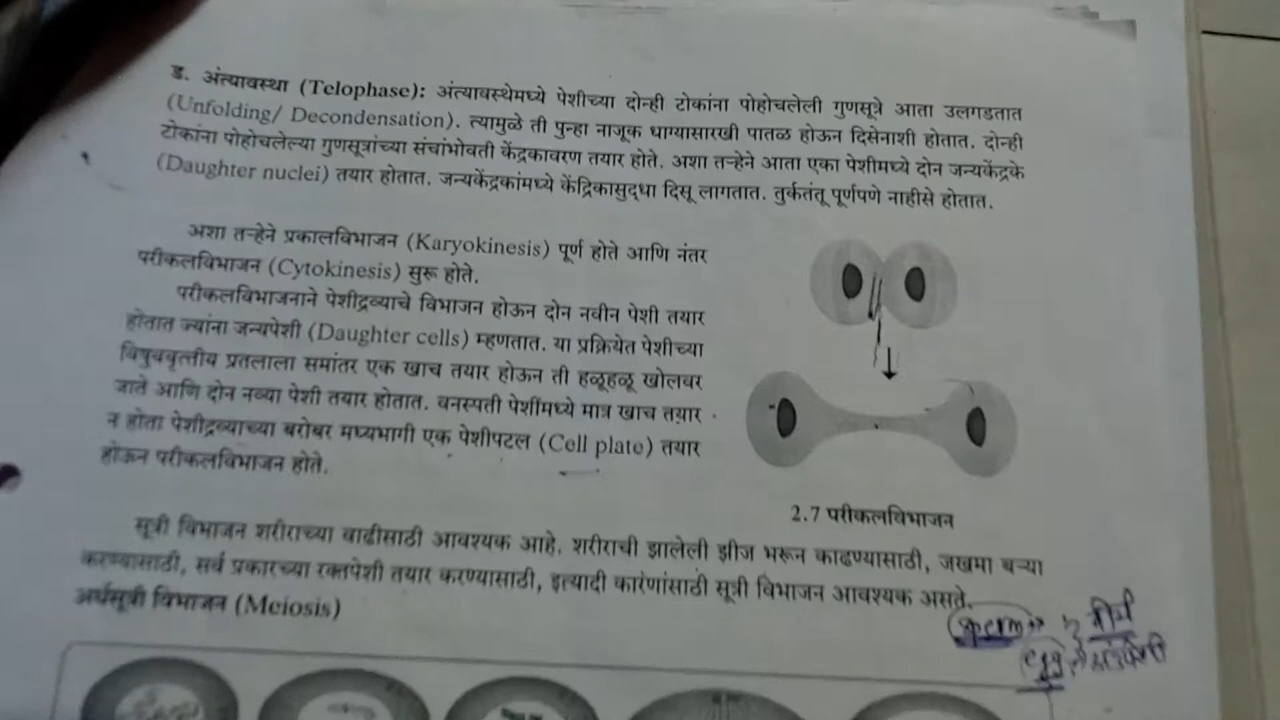 ड. अंत्यावस्था (Telophase): अंत्यावस्थेमध्ये पेशीच्या दोन्ही टोकांना पोहोचलेली गुणसूत्रे आता उलगडतात
(Unfolding/ Decondensation). त्यामुळे ती पुन्हा नाजूक धाग्यासारखी पातळ होऊन दिसेनाशी होतात. दोन्ही
टोकांना पोहोचलेल्या गुणसूत्रांच्या संचांभोवती केंद्रकावरण तयार होते. अशा तऱ्हेने आता एका पेशीमध्ये दोन जन्यकेंद्रके
(Daughter nuclei) तयार होतात. जन्यकेंद्रकांमध्ये केंद्रिकासुद्धा दिसू लागतात. तुर्कतंतू पूर्णपणे नाहीसे होतात.
अशा तऱ्हेने प्रकालविभाजन (Karyokinesis) पूर्ण होते आणि नंतर
परीकलविभाजन (Cytokinesis) सुरू होते.
परीकलविभाजनाने पेशीद्रव्याचे विभाजन होऊन दोन नवीन पेशी तयार
होतात ज्यांना जन्यपेशी (Daughter cells) म्हणतात. या प्रक्रियेत पेशीच्या
विषुववृत्तीय प्रतलाला समांतर एक खाच तयार होऊन ती हळूहळू खोलवर
जाते आणि दोन नव्या पेशी तयार होतात. वनस्पती पेशींमध्ये मात्र खाच तयार
न होता पेशीद्रव्याच्या बरोबर मध्यभागी एक पेशीपटल (Cell plate) तयार
होऊन परीकलविभाजन होते.
2.7 परीकलविभाजन
सूत्री विभाजन शरीराच्या वाढीसाठी आवश्यक आहे. शरीराची झालेली झीज भरून काढण्यासाठी, जखमा बऱ्या
करण्यासाठी, सर्व प्रकारच्या रक्तपेशी तयार करण्यासाठी, इत्यादी कारणांसाठी सूत्री विभाजन आवश्यक असते.
अर्धसूत्री विभाजन (Meiosis)
sperm
egg